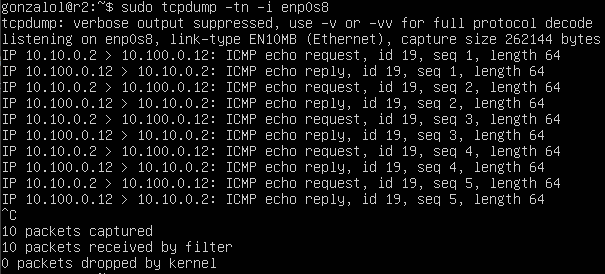 gonzalol@r2:~$ sudo tcpdump -tn -i enp0s8
tcpdump: verbose output suppressed, use -v or -vv for full protocol decode
listening on enp0s8, link-type EN10MB (Ethernet), capture size 262144 bytes
IP 10.10.0.2 > 10.100.0.12: ICMP echo request, id 19, seq 1, length 64
IP 10.100.0.12 > 10.10.0.2: ICMP echo reply, id 19, seq 1, length 64
IP 10.10.0.2 > 10.100.0.12: ICMP echo request, id 19, seq 2, length 64
IP 10.100.0.12 > 10.10.0.2: ICMP echo reply, id 19, seq 2, length 64
IP 10.10.0.2 > 10.100.0.12: ICMP echo request, id 19, seq 3, length 64
IP 10.100.0.12 > 10.10.0.2: ICMP echo reply, id 19, seq 3, length 64
IP 10.10.0.2 > 10.100.0.12: ICMP echo request, id 19, seq 4, length 64
IP 10.100.0.12 > 10.10.0.2: ICMP echo reply, id 19, seq 4, length 64
IP 10.10.0.2 > 10.100.0.12: ICMP echo request, id 19, seq 5, length 64
IP 10.100.0.12 > 10.10.0.2: ICMP echo reply, id 19, seq 5, length 64
^C
10 packets captured
10 packets received by filter
0 packets dropped by kernel